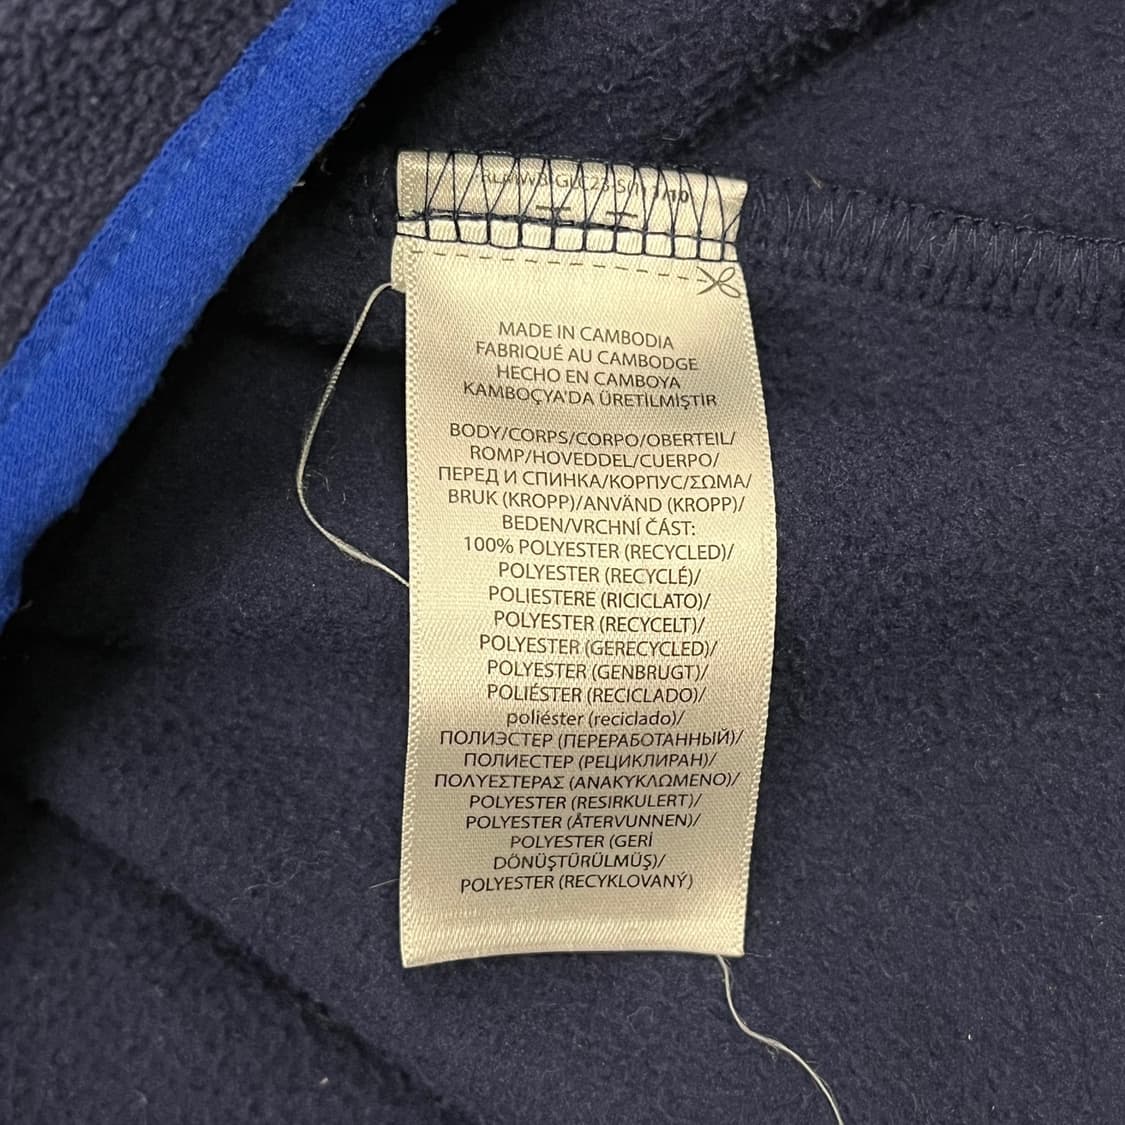 MADE IN CAMBODIA
FABRIQUÉ AU CAMBODGE
HECHO EN CAMBOYA
KAMBOÇYA'DA ÜRETİLMİŞTİR
BODY/CORPS/CORPO/OBERTEIL/
ROMP/HOVEDDEL/CUERPO/
ПЕРЕД И СПИНКА/КОРПУС/ΣΩΜΑ/
BRUK (KROPP)/ANVÄND (KROPP)/
BEDEN/VRCHNÍ ČÁST:
100% POLYESTER (RECYCLED)/
POLYESTER (RECYCLÉ)/
POLIESTERE (RICICLATO)/
POLYESTER (RECYCELT)/
POLYESTER (GERECYCLED)/
POLYESTER (GENBRUGT)/
POLIÉSTER (RECICLADO)/
poliéster (reciclado)/
ПОЛИЭСТЕР (ПЕРЕРАБОТАННЫЙ)/
ПОЛИЕСТЕР (РЕЦИКЛИРАН)/
ΠΟΛΥΕΣΤΕΡΑΣ (ΑΝΑΚΥΚΛΩΜΕΝΟ)/
POLYESTER (RESIRKULERT)/
POLYESTER (ÅTERVUNNEN)/
POLYESTER (GERİ
DÖNÜŞTÜRÜLMÜŞ)/
POLYESTER (RECYKLOVANÝ)